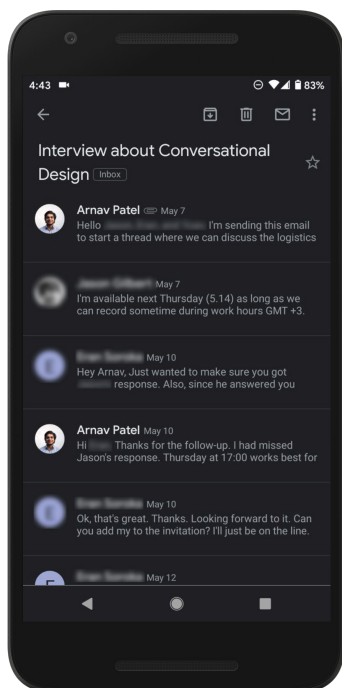 4:43
83%
Interview about Conversational
Design Inbox
Arnav Patel May 7
Hello I'm sending this email
to start a thread where we can discuss the logistics
May 7
I'm available next Thursday (5.14) as long as we
can record sometime during work hours GMT +3.
May 10
Hey Arnav, Just wanted to make sure you got
response. Also, since he answered you
Arnav Patel May 10
Hi Thanks for the follow-up. I had missed
Jason's response. Thursday at 17:00 works best for
May 10
Ok, that's great. Thanks. Looking forward to it. Can
you add my to the invitation? I'll just be on the line.
May 12